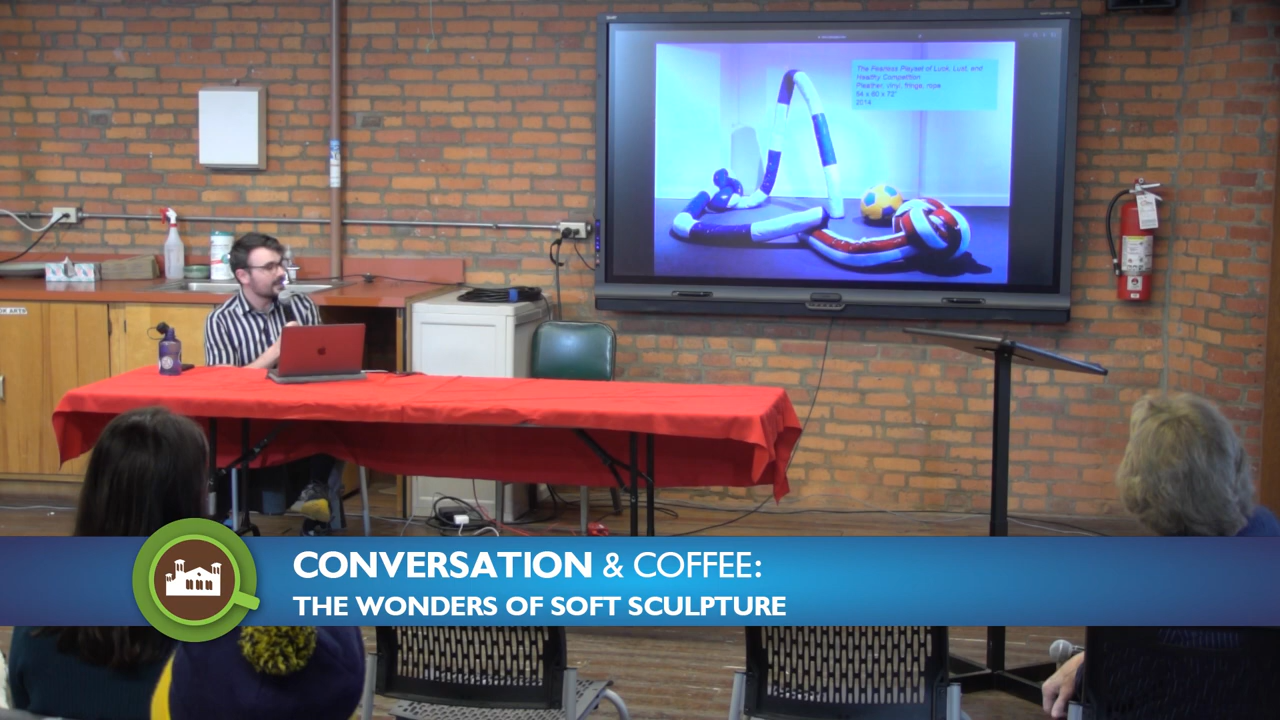 The Fearless Playset of Luck, Lust, and
Healthy Competition
Pleather, vinyl, fringe, rope
64 x 60 x 72"
2014
CONVERSATION & COFFEE:
THE WONDERS OF SOFT SCULPTURE